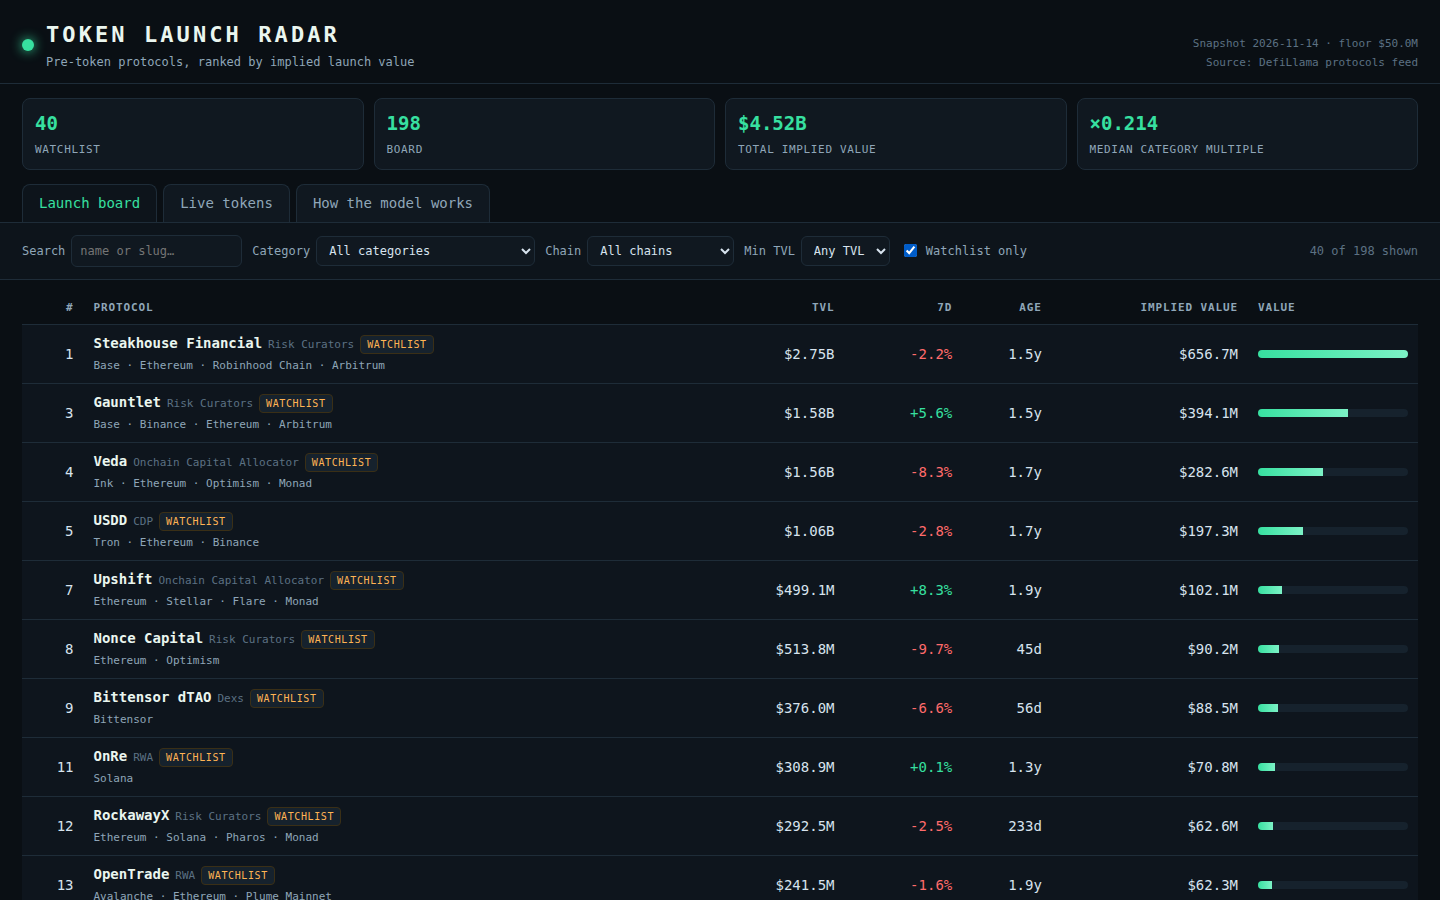 TOKEN LAUNCH RADAR
Pre-token protocols, ranked by implied launch value
Snapshot 2026-11-14 · floor $50.0M
Source: DefiLlama protocols feed
40
WATCHLIST
198
BOARD
$4.52B
TOTAL IMPLIED VALUE
×0.214
MEDIAN CATEGORY MULTIPLE
Launch board
Live tokens
How the model works
Search name or slug… Category All categories Chain All chains Min TVL Any TVL Watchlist only 40 of 198 shown
# PROTOCOL TVL 7D AGE IMPLIED VALUE VALUE
1 Steakhouse Financial Risk Curators WATCHLIST $2.75B -2.2% 1.5y $656.7M
Base · Ethereum · Robinhood Chain · Arbitrum
3 Gauntlet Risk Curators WATCHLIST $1.58B +5.6% 1.5y $394.1M
Base · Binance · Ethereum · Arbitrum
4 Veda Onchain Capital Allocator WATCHLIST $1.56B -8.3% 1.7y $282.6M
Ink · Ethereum · Optimism · Monad
5 USDD CDP WATCHLIST $1.06B -2.8% 1.7y $197.3M
Tron · Ethereum · Binance
7 Upshift Onchain Capital Allocator WATCHLIST $499.1M +8.3% 1.9y $102.1M
Ethereum · Stellar · Flare · Monad
8 Nonce Capital Risk Curators WATCHLIST $513.8M -9.7% 45d $90.2M
Ethereum · Optimism
9 Bittensor dTAO Dexs WATCHLIST $376.0M -6.6% 56d $88.5M
Bittensor
11 OnRe RWA WATCHLIST $308.9M +0.1% 1.3y $70.8M
Solana
12 RockawayX Risk Curators WATCHLIST $292.5M -2.5% 233d $62.6M
Ethereum · Solana · Pharos · Monad
13 OpenTrade RWA WATCHLIST $241.5M -1.6% 1.9y $62.3M
Avalanche · Ethereum · Plume Mainnet